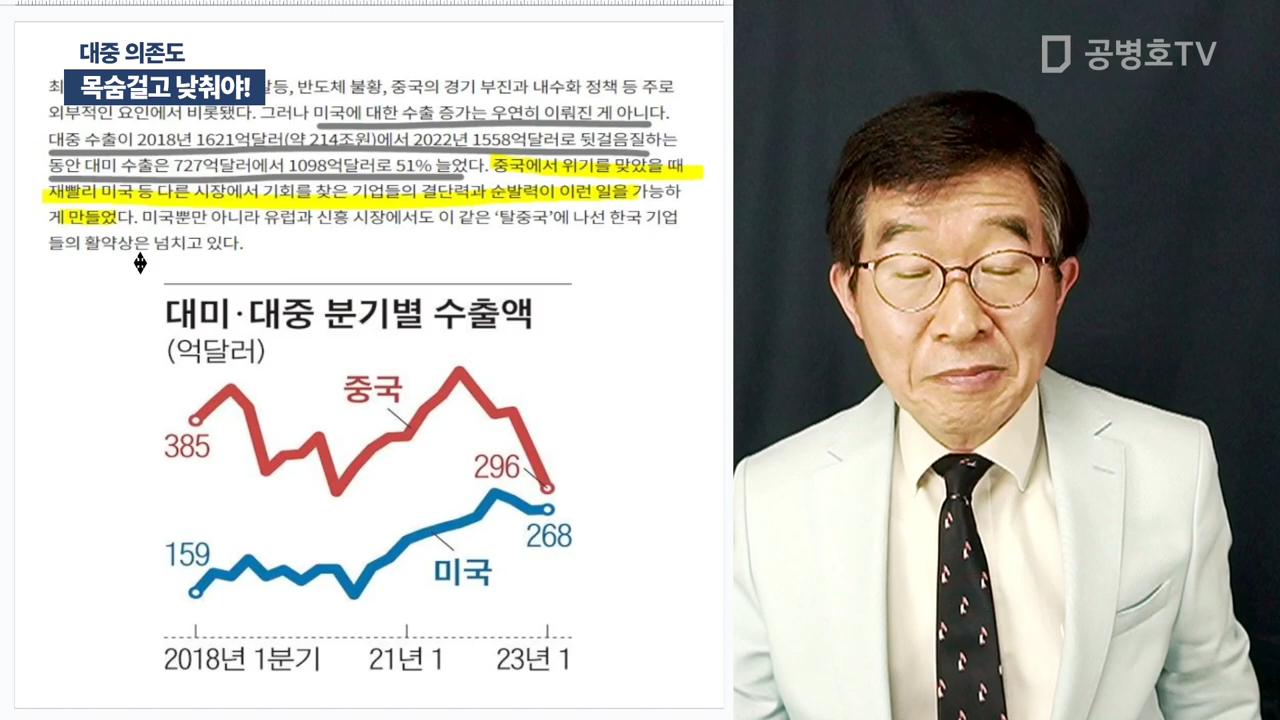 대중 의존도
목숨걸고 낮춰야!
공병호TV
최 갈등, 반도체 불황, 중국의 경기 부진과 내수화 정책 등 주로
외부적인 요인에서 비롯됐다. 그러나 미국에 대한 수출 증가는 우연히 이뤄진 게 아니다.
대중 수출이 2018년 1621억달러(약 214조원)에서 2022년 1558억달러로 뒷걸음질하는
동안 대미 수출은 727억달러에서 1098억달러로 51% 늘었다. 중국에서 위기를 맞았을 때
재빨리 미국 등 다른 시장에서 기회를 찾은 기업들의 결단력과 순발력이 이런 일을 가능하
게 만들었다. 미국뿐만 아니라 유럽과 신흥 시장에서도 이 같은 ‘탈중국’에 나선 한국 기업
들의 활약상은 넘치고 있다.
대미·대중 분기별 수출액
(억달러)
중국
385
296
268
159
미국
2018년 1분기 21년 1 23년 1